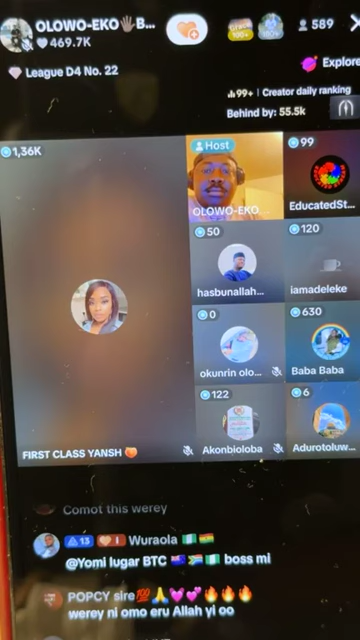 OLOWO-EKO🖐🏿B...
469.7K
589
League D4 No. 22
Explore
99+ | Creator daily ranking
Behind by: 55.5k
1,36K
Host
OLOWO-EKO...
99
EducatedSt...
50
hasbunallah...
120
iamadeleke
0
okunrin olo...
630
Baba Baba
122
Akonbioloba
6
Adurotoluw...
FIRST CLASS YANSH 🧡
Comot this werey
13 1 Wuraola 🇳🇬 🇬🇭
@Yomi lugar BTC 🇦🇺 🇿🇦 🇳🇬 boss mi
POPCY sire💯🙏💓💓🔥🔥🔥
werey ni omo eru Allah yi oo